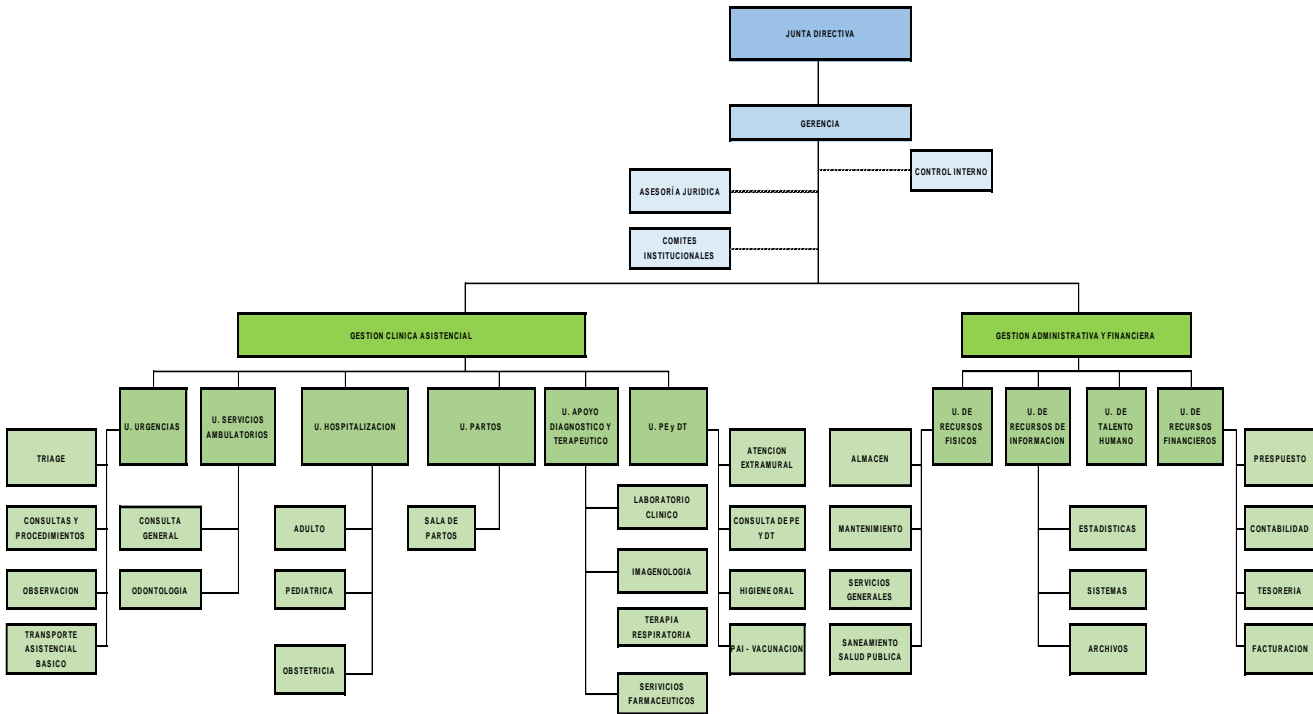 JUNTA DIRECTIVA
GERENCIA
CONTROL INTERNO
ASESORÍA JURIDICA
COMITES
INSTITUCIONALES
GESTION CLINICA ASISTENCIAL
GESTION ADMINISTRATIVA Y FINANCIERA
U. URGENCIAS
U. SERVICIOS
AMBULATORIOS
U. HOSPITALIZACION
U. PARTOS
U. APOYO
DIAGNOSTICO Y
TERAPEUTICO
U. PE y DT
U. DE
RECURSOS
FISICOS
U. DE
RECURSOS DE
INFORMACION
U. DE
TALENTO
HUMANO
U. DE
RECURSOS
FINANCIEROS
TRIAGE
CONSULTAS Y
PROCEDIMIENTOS
OBSERVACION
TRANSPORTE
ASISTENCIAL
BASICO
CONSULTA
GENERAL
ODONTOLOGIA
ADULTO
PEDIATRICA
OBSTETRICIA
SALA DE
PARTOS
LABORATORIO
CLINICO
IMAGENOLOGIA
TERAPIA
RESPIRATORIA
SERIVICIOS
FARMACEUTICOS
ATENCION
EXTRAMURAL
CONSULTA DE PE
Y DT
HIGIENE ORAL
PAI - VACUNACION
ALMACEN
MANTENIMIENTO
SERVICIOS
GENERALES
SANEAMIENTO
SALUD PUBLICA
ESTADISTICAS
SISTEMAS
ARCHIVOS
PRESPUESTO
CONTABILIDAD
TESORERIA
FACTURACION